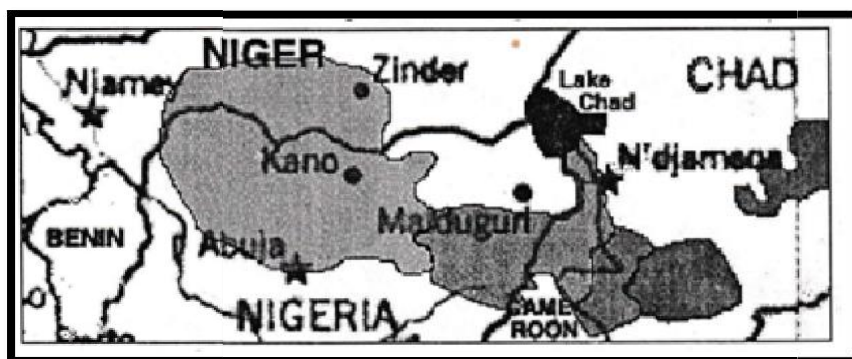 NIGER
Niamey
Zinder
Lake
Chad
CHAD
Kano
N'djamena
Maiduguri
BENIN
Abuja
NIGERIA
CAME
ROON